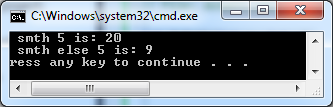 C:\Windows\system32\cmd.exe
smth 5 is: 20
smth else 5 is: 9
ress any key to continue . . .